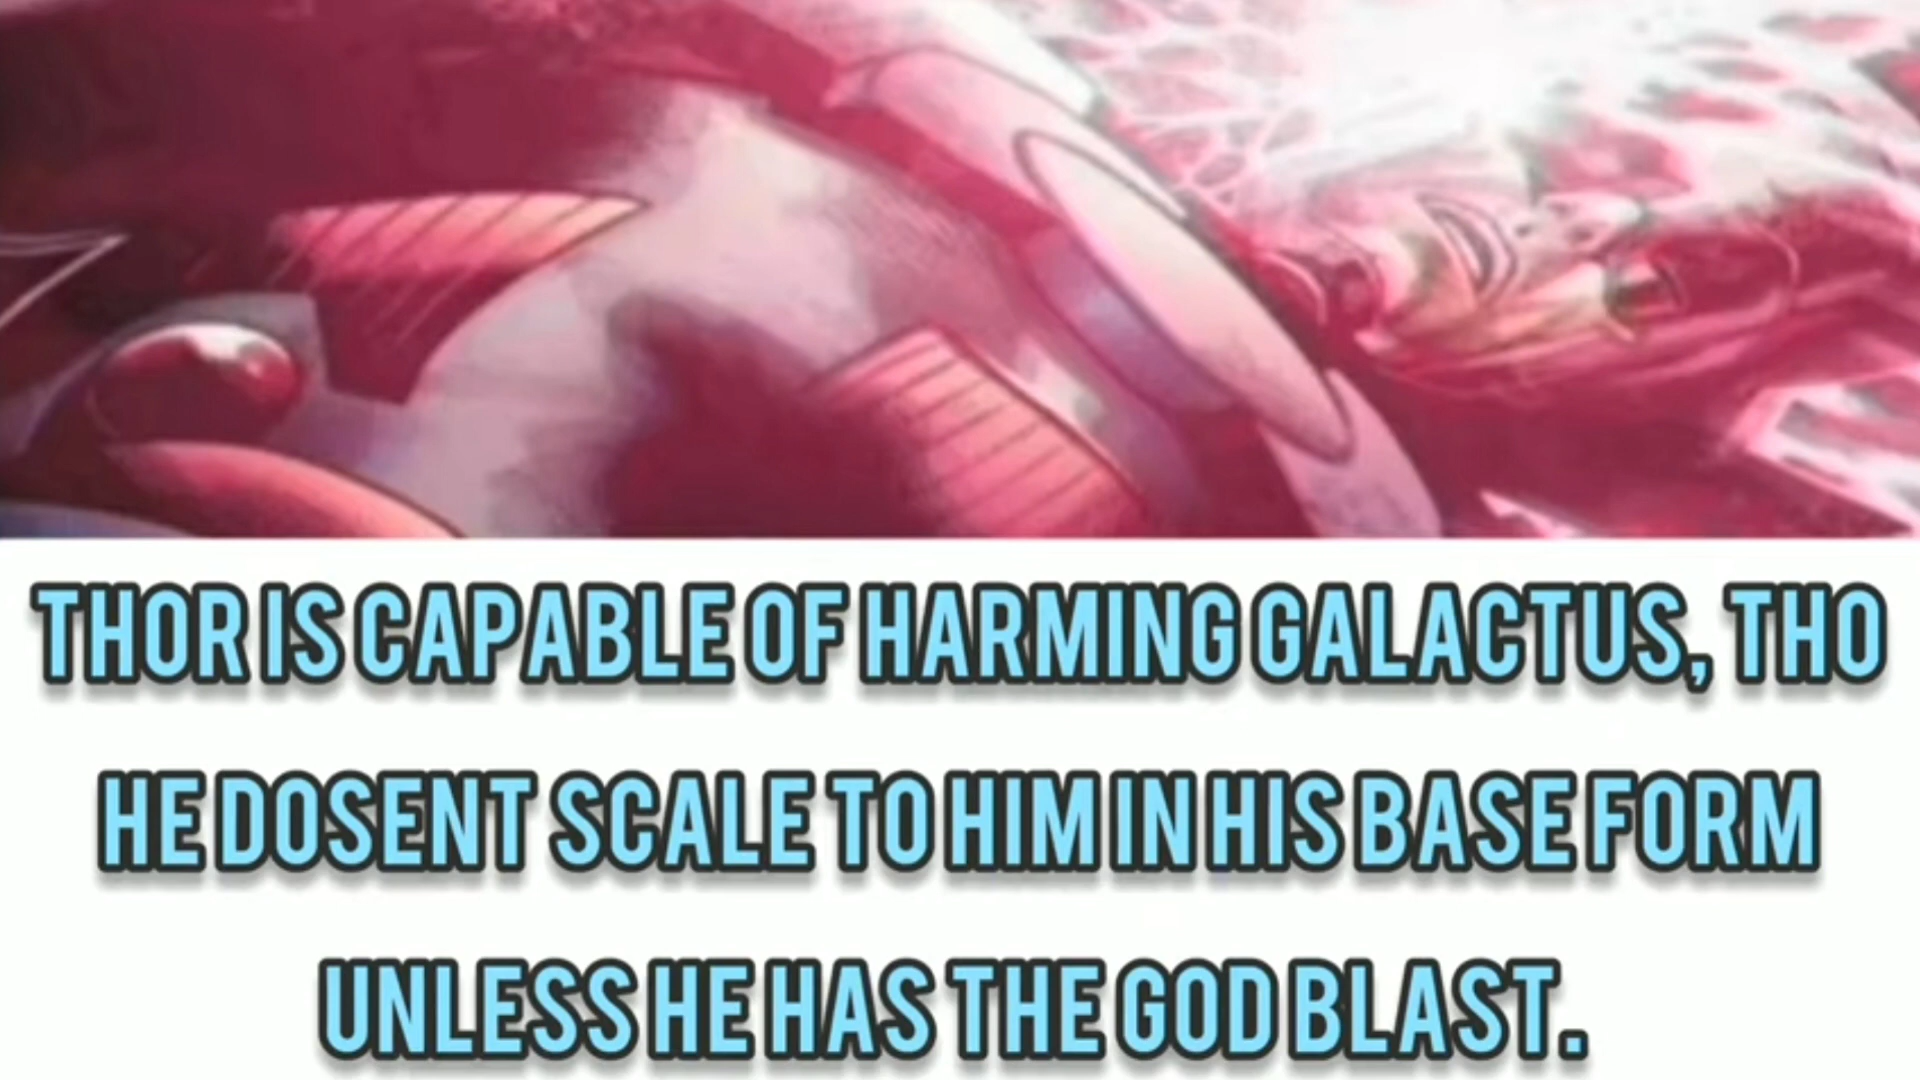 THOR IS CAPABLE OF HARMING GALACTUS, THO
HE DOSENT SCALE TO HIM IN HIS BASE FORM
UNLESS HE HAS THE GOD BLAST.